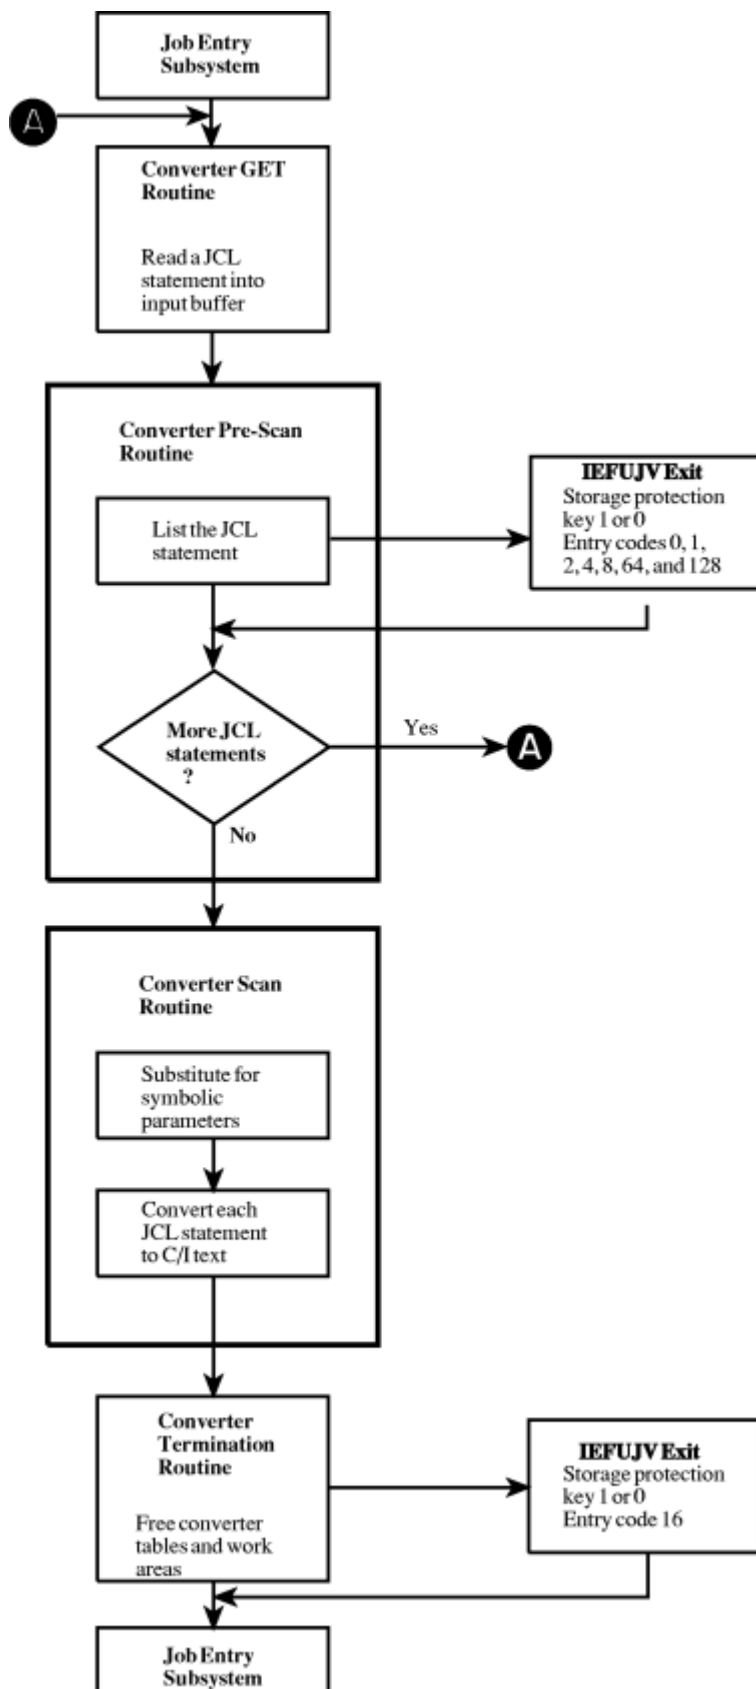 Job Entry
Subsystem
A
Converter GET
Routine
Read a JCL
statement into
input buffer
Converter Pre-Scan
Routine
List the JCL
statement
IEFUJV Exit
Storage protection
key 1 or 0
Entry codes 0, 1,
2, 4, 8, 64, and 128
More JCL
statements
?
Yes
A
No
Converter Scan
Routine
Substitute for
symbolic
parameters
Convert each
JCL statement
to C/I text
Converter
Termination
Routine
Free converter
tables and work
areas
IEFUJV Exit
Storage protection
key 1 or 0
Entry code 16
Job Entry
Subsystem